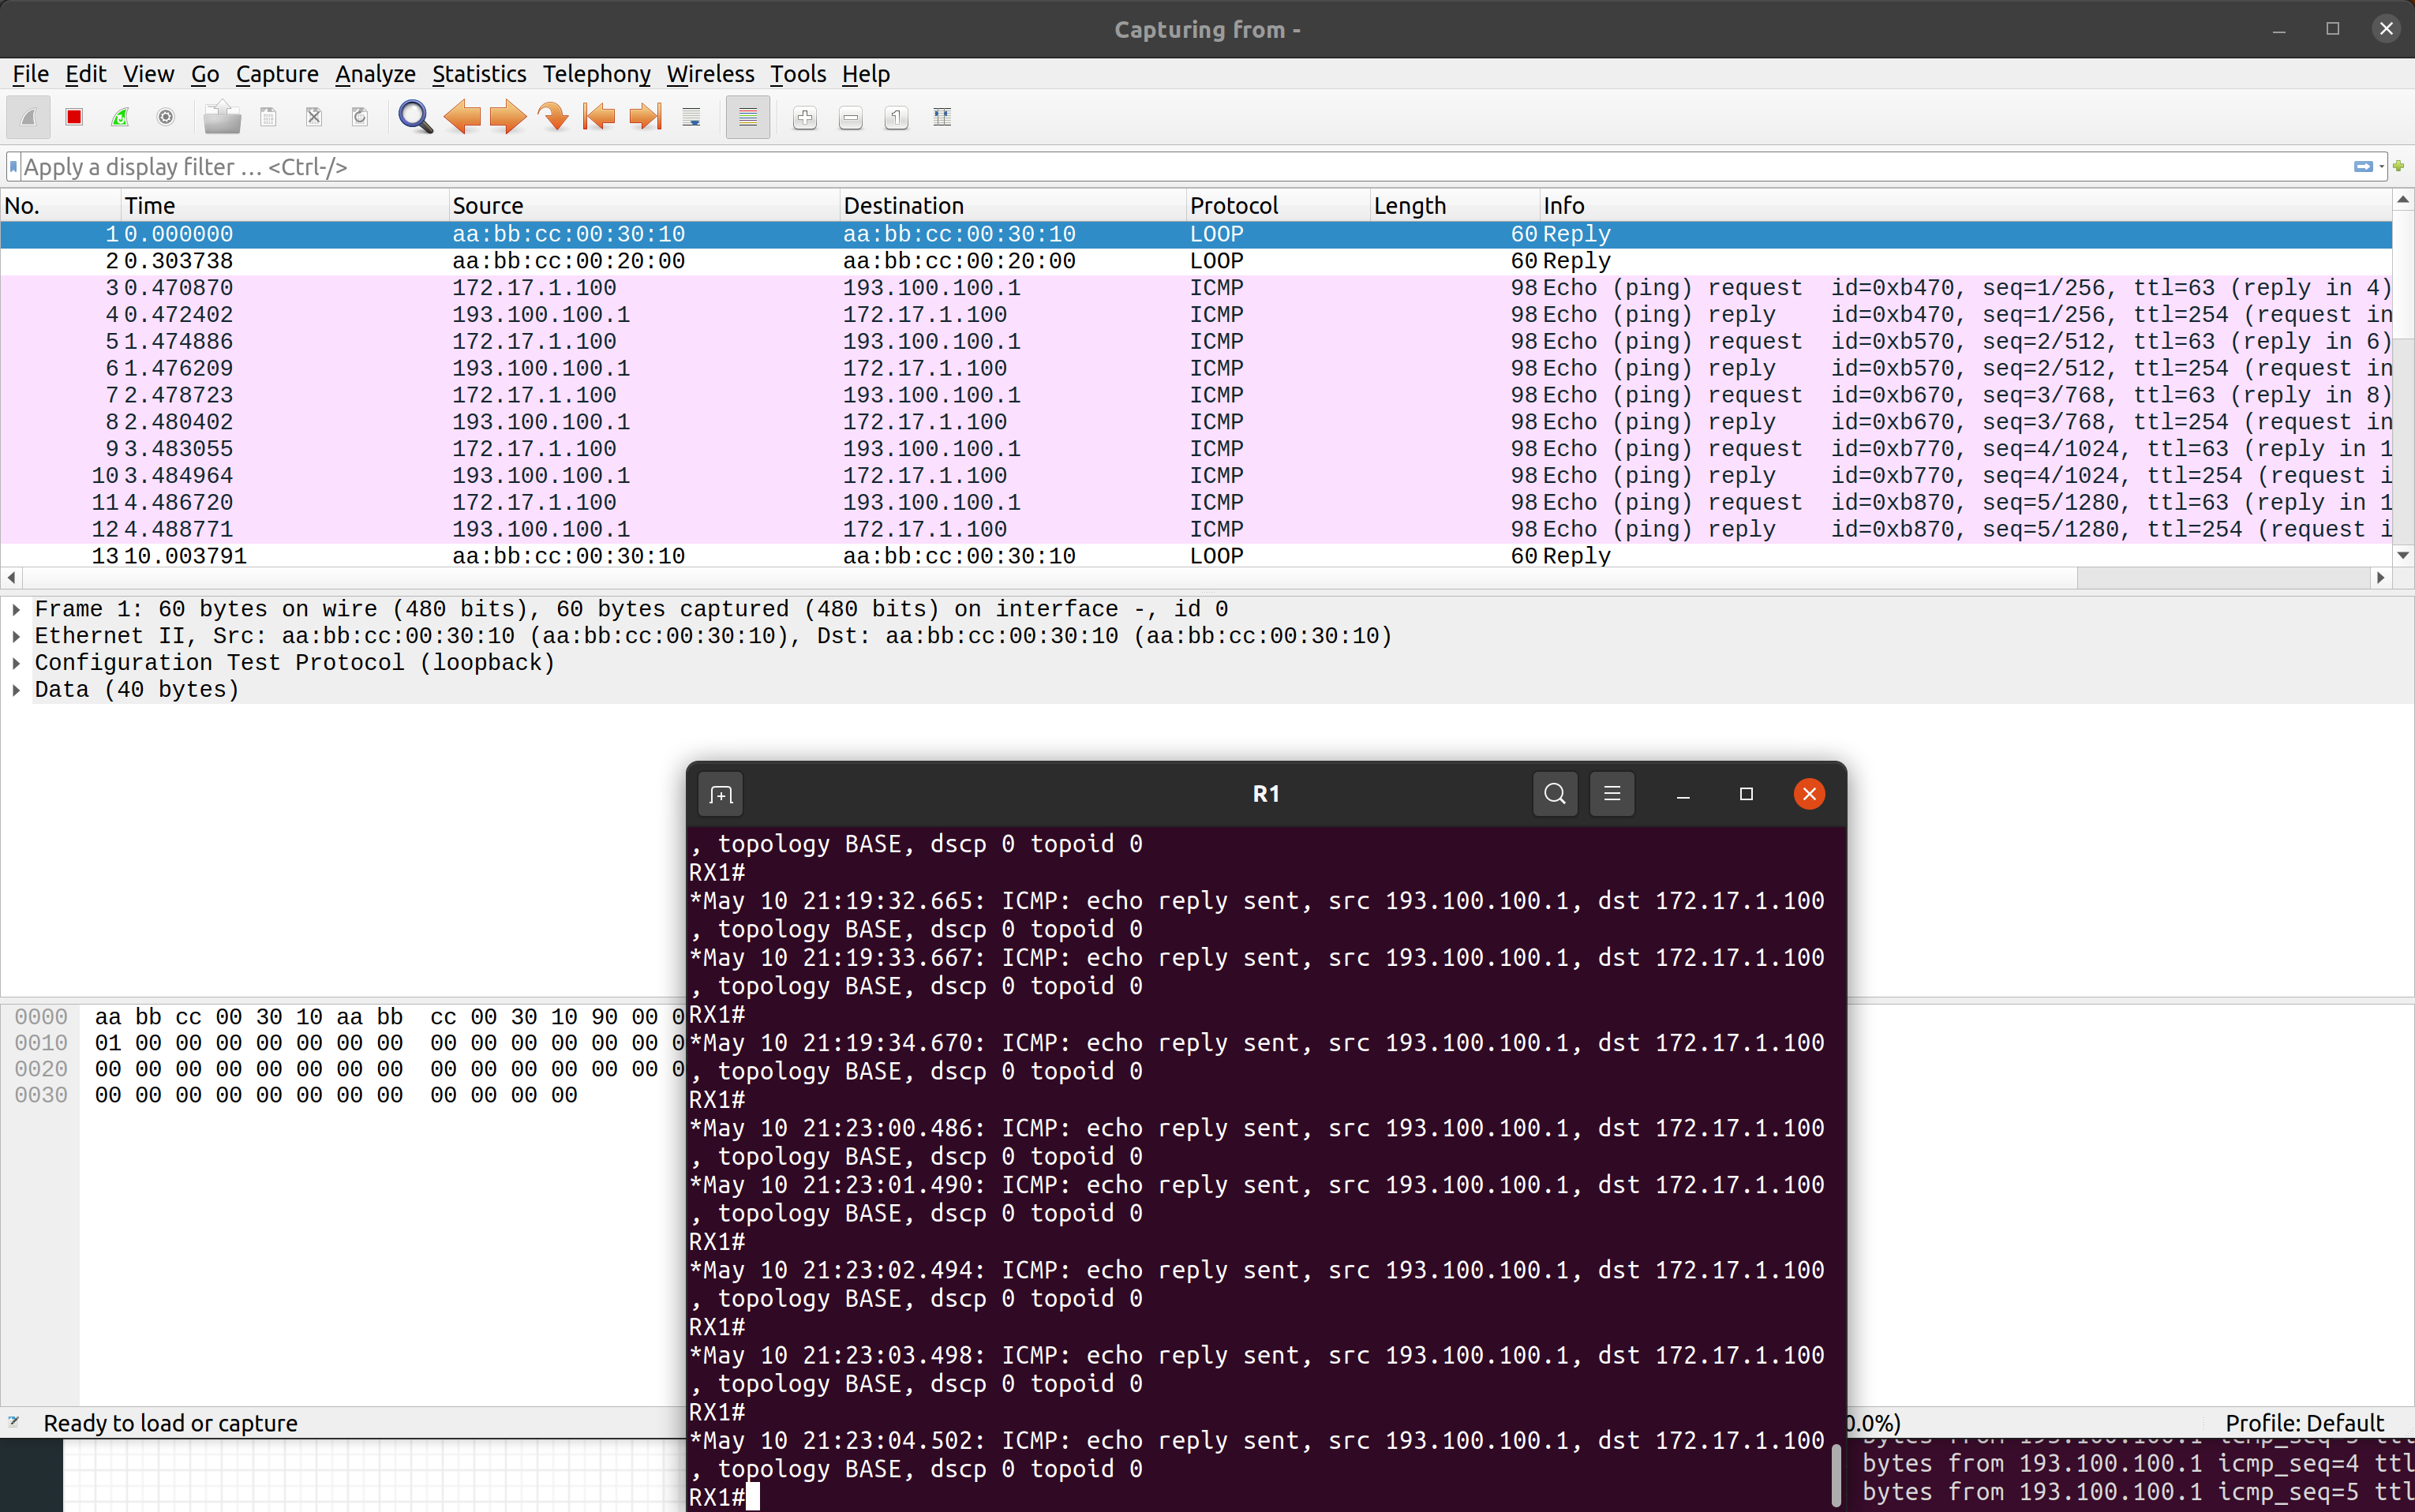 Capturing from -
File Edit View Go Capture Analyze Statistics Telephony Wireless Tools Help
Apply a display filter … <Ctrl-/>
No. Time Source Destination Protocol Length Info
1 0.000000 aa:bb:cc:00:30:10 aa:bb:cc:00:30:10 LOOP 60 Reply
2 0.303738 aa:bb:cc:00:20:00 aa:bb:cc:00:20:00 LOOP 60 Reply
3 0.470870 172.17.1.100 193.100.100.1 ICMP 98 Echo (ping) request id=0xb470, seq=1/256, ttl=63 (reply in 4)
4 0.472402 193.100.100.1 172.17.1.100 ICMP 98 Echo (ping) reply id=0xb470, seq=1/256, ttl=254 (request in
5 1.474886 172.17.1.100 193.100.100.1 ICMP 98 Echo (ping) request id=0xb570, seq=2/512, ttl=63 (reply in 6)
6 1.476209 193.100.100.1 172.17.1.100 ICMP 98 Echo (ping) reply id=0xb570, seq=2/512, ttl=254 (request in
7 2.478723 172.17.1.100 193.100.100.1 ICMP 98 Echo (ping) request id=0xb670, seq=3/768, ttl=63 (reply in 8)
8 2.480402 193.100.100.1 172.17.1.100 ICMP 98 Echo (ping) reply id=0xb670, seq=3/768, ttl=254 (request in
9 3.483055 172.17.1.100 193.100.100.1 ICMP 98 Echo (ping) request id=0xb770, seq=4/1024, ttl=63 (reply in 1
10 3.484964 193.100.100.1 172.17.1.100 ICMP 98 Echo (ping) reply id=0xb770, seq=4/1024, ttl=254 (request i
11 4.486720 172.17.1.100 193.100.100.1 ICMP 98 Echo (ping) request id=0xb870, seq=5/1280, ttl=63 (reply in 1
12 4.488771 193.100.100.1 172.17.1.100 ICMP 98 Echo (ping) reply id=0xb870, seq=5/1280, ttl=254 (request i
13 10.003791 aa:bb:cc:00:30:10 aa:bb:cc:00:30:10 LOOP 60 Reply
Frame 1: 60 bytes on wire (480 bits), 60 bytes captured (480 bits) on interface -, id 0
Ethernet II, Src: aa:bb:cc:00:30:10 (aa:bb:cc:00:30:10), Dst: aa:bb:cc:00:30:10 (aa:bb:cc:00:30:10)
Configuration Test Protocol (loopback)
Data (40 bytes)
0000 aa bb cc 00 30 10 aa bb cc 00 30 10 90 00 0
0010 01 00 00 00 00 00 00 00 00 00 00 00 00 00 0
0020 00 00 00 00 00 00 00 00 00 00 00 00 00 00 0
0030 00 00 00 00 00 00 00 00 00 00 00 00
Ready to load or capture
0.0%)
Profile: Default
R1
, topology BASE, dscp 0 topoid 0
RX1#
*May 10 21:19:32.665: ICMP: echo reply sent, src 193.100.100.1, dst 172.17.1.100
, topology BASE, dscp 0 topoid 0
*May 10 21:19:33.667: ICMP: echo reply sent, src 193.100.100.1, dst 172.17.1.100
, topology BASE, dscp 0 topoid 0
RX1#
*May 10 21:19:34.670: ICMP: echo reply sent, src 193.100.100.1, dst 172.17.1.100
, topology BASE, dscp 0 topoid 0
RX1#
*May 10 21:23:00.486: ICMP: echo reply sent, src 193.100.100.1, dst 172.17.1.100
, topology BASE, dscp 0 topoid 0
*May 10 21:23:01.490: ICMP: echo reply sent, src 193.100.100.1, dst 172.17.1.100
, topology BASE, dscp 0 topoid 0
RX1#
*May 10 21:23:02.494: ICMP: echo reply sent, src 193.100.100.1, dst 172.17.1.100
, topology BASE, dscp 0 topoid 0
RX1#
*May 10 21:23:03.498: ICMP: echo reply sent, src 193.100.100.1, dst 172.17.1.100
, topology BASE, dscp 0 topoid 0
RX1#
*May 10 21:23:04.502: ICMP: echo reply sent, src 193.100.100.1, dst 172.17.1.100
, topology BASE, dscp 0 topoid 0
RX1#
bytes from 193.100.100.1 icmp_seq=4 ttl
bytes from 193.100.100.1 icmp_seq=5 ttl